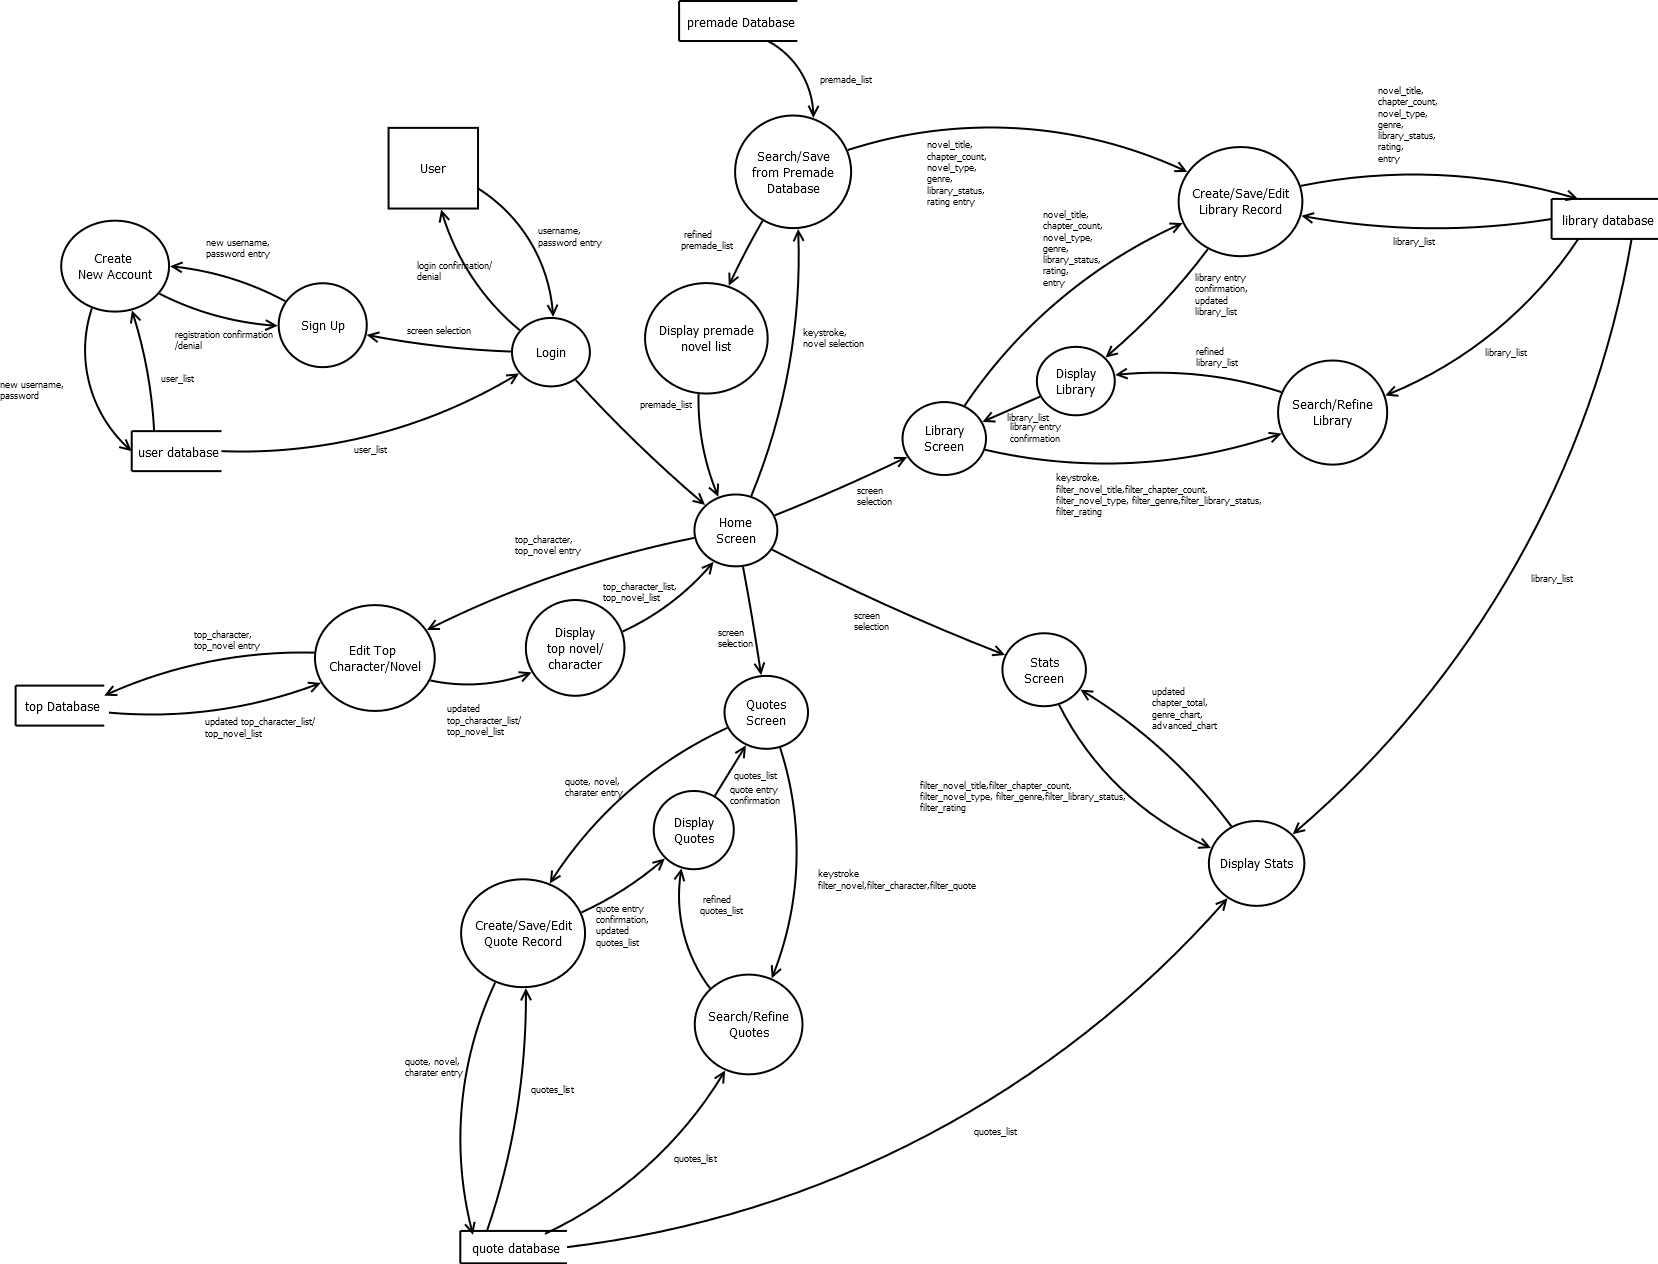 premade Database
premade_list
novel_title,
chapter_count,
novel_type,
genre,
library_status,
rating,
entry
User
Search/Save
from Premade
Database
novel_title,
chapter_count,
novel_type,
genre,
library_status,
rating entry
Create/Save/Edit
Library Record
library database
library_list
username,
password entry
new username,
password entry
Create
New Account
login confirmation/
denial
refined
premade_list
novel_title,
chapter_count,
novel_type,
genre,
library_status,
rating,
entry
library entry
confirmation,
updated
library_list
Sign Up
registration confirmation
/denial
screen selection
Login
Display premade
novel list
keystroke,
novel selection
refined
library_list
library_list
Display
Library
new username,
password
user_list
premade_list
Library
Screen
library_list
library entry
confirmation
Search/Refine
Library
user database
user_list
keystroke,
filter_novel_title,filter_chapter_count,
filter_novel_type, filter_genre,filter_library_status,
filter_rating
screen
selection
Home
Screen
top_character,
top_novel entry
library_list
top_character_list,
top_novel_list
screen
selection
screen
selection
top_character,
top_novel entry
Edit Top
Character/Novel
Display
top novel/
character
Stats
Screen
top Database
updated top_character_list/
top_novel_list
updated
top_character_list/
top_novel_list
Quotes
Screen
updated
chapter_total,
genre_chart,
advanced_chart
quote, novel,
charater entry
quotes_list
quote entry
confirmation
filter_novel_title,filter_chapter_count,
filter_novel_type, filter_genre,filter_library_status,
filter_rating
Display
Quotes
Display Stats
keystroke
filter_novel,filter_character,filter_quote
Create/Save/Edit
Quote Record
quote entry
confirmation,
updated
quotes_list
refined
quotes_list
Search/Refine
Quotes
quote, novel,
charater entry
quotes_list
quotes_list
quotes_list
quote database